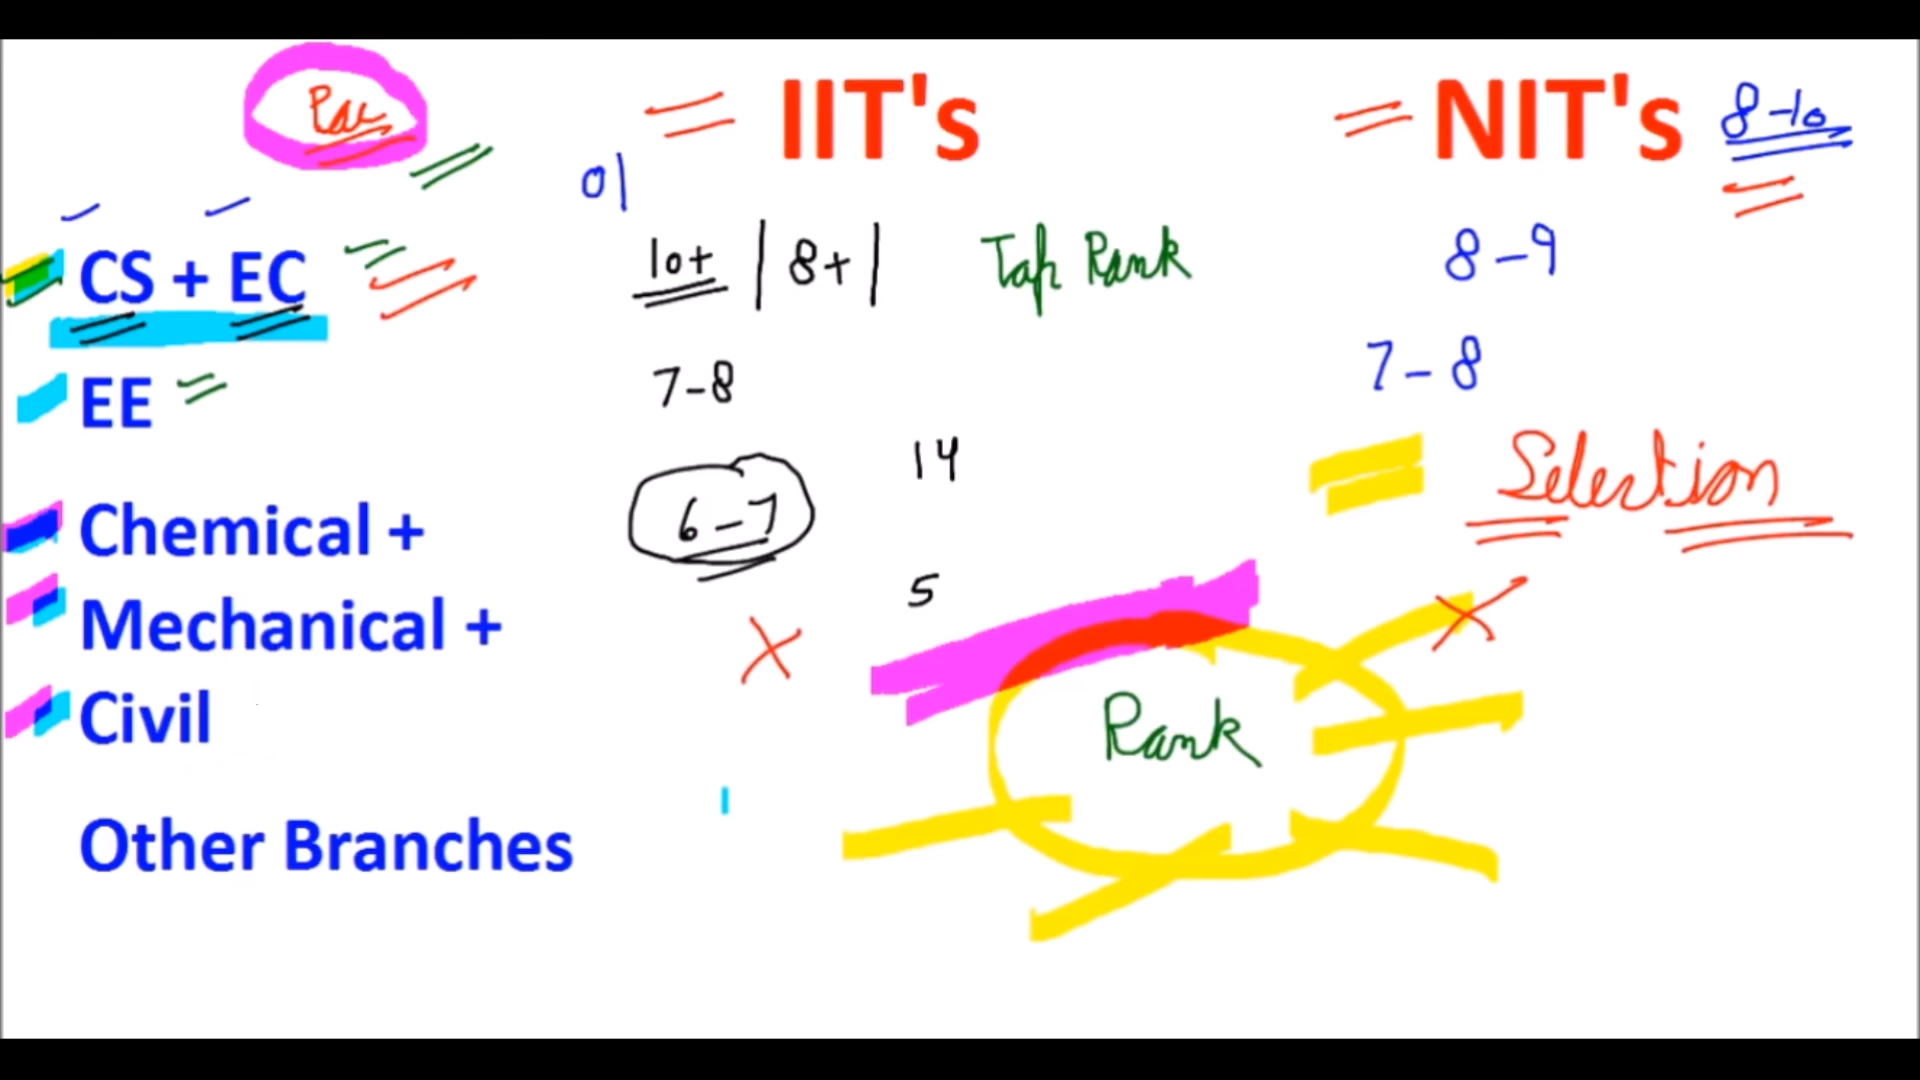 IIT's
NIT's 8-10
01
CS + EC 10+ | 8+ | Rank 8-9
EE 7-8 7-8
14
Selection
Chemical + 6-7
5
Mechanical +
Civil Rank
Other Branches